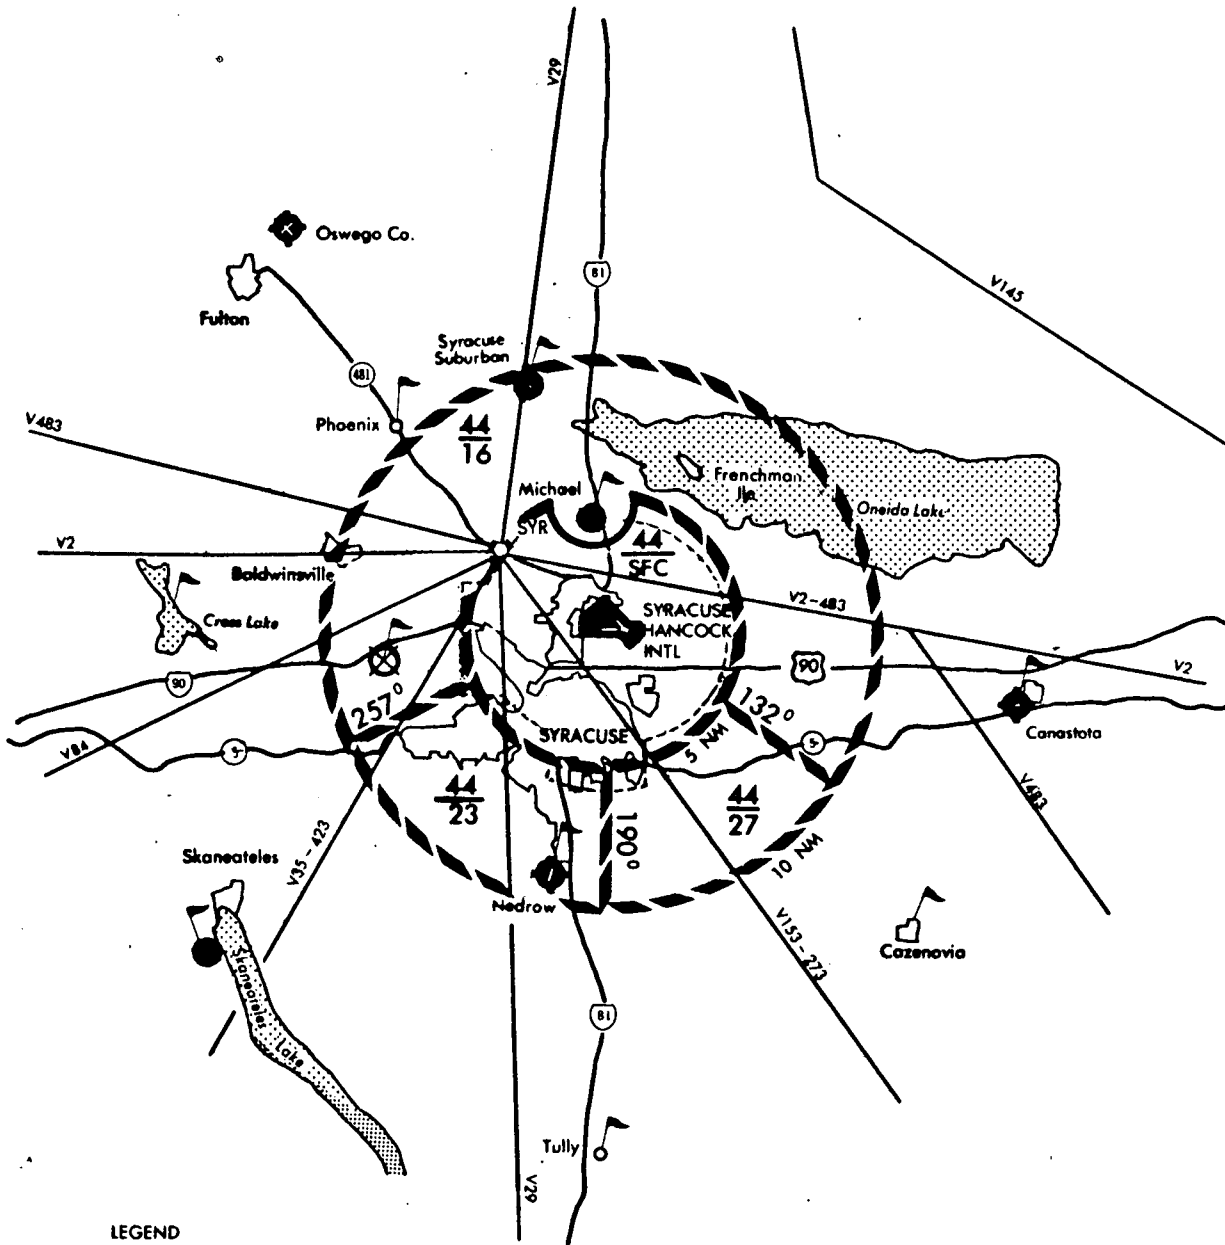 V29
Oswego Co.
81
V145
Fulton
Syracuse
Suburban
481
V483
Phoenix
44
16
Michael
Frenchman
Ile
Oneida Lake
SYR
V2
44
SFC
Baldwinsville
V2-483
Cross Lake
SYRACUSE
HANCOCK
INTL
90
90
V2
257°
132°
Canastota
V84
5
SYRACUSE
5 NM
5
44
23
44
27
V483
V35-423
190°
10 NM
Skaneateles
Nedrow
V153-273
Cazenovia
Skaneateles
Lake
81
Tully
V29
LEGEND